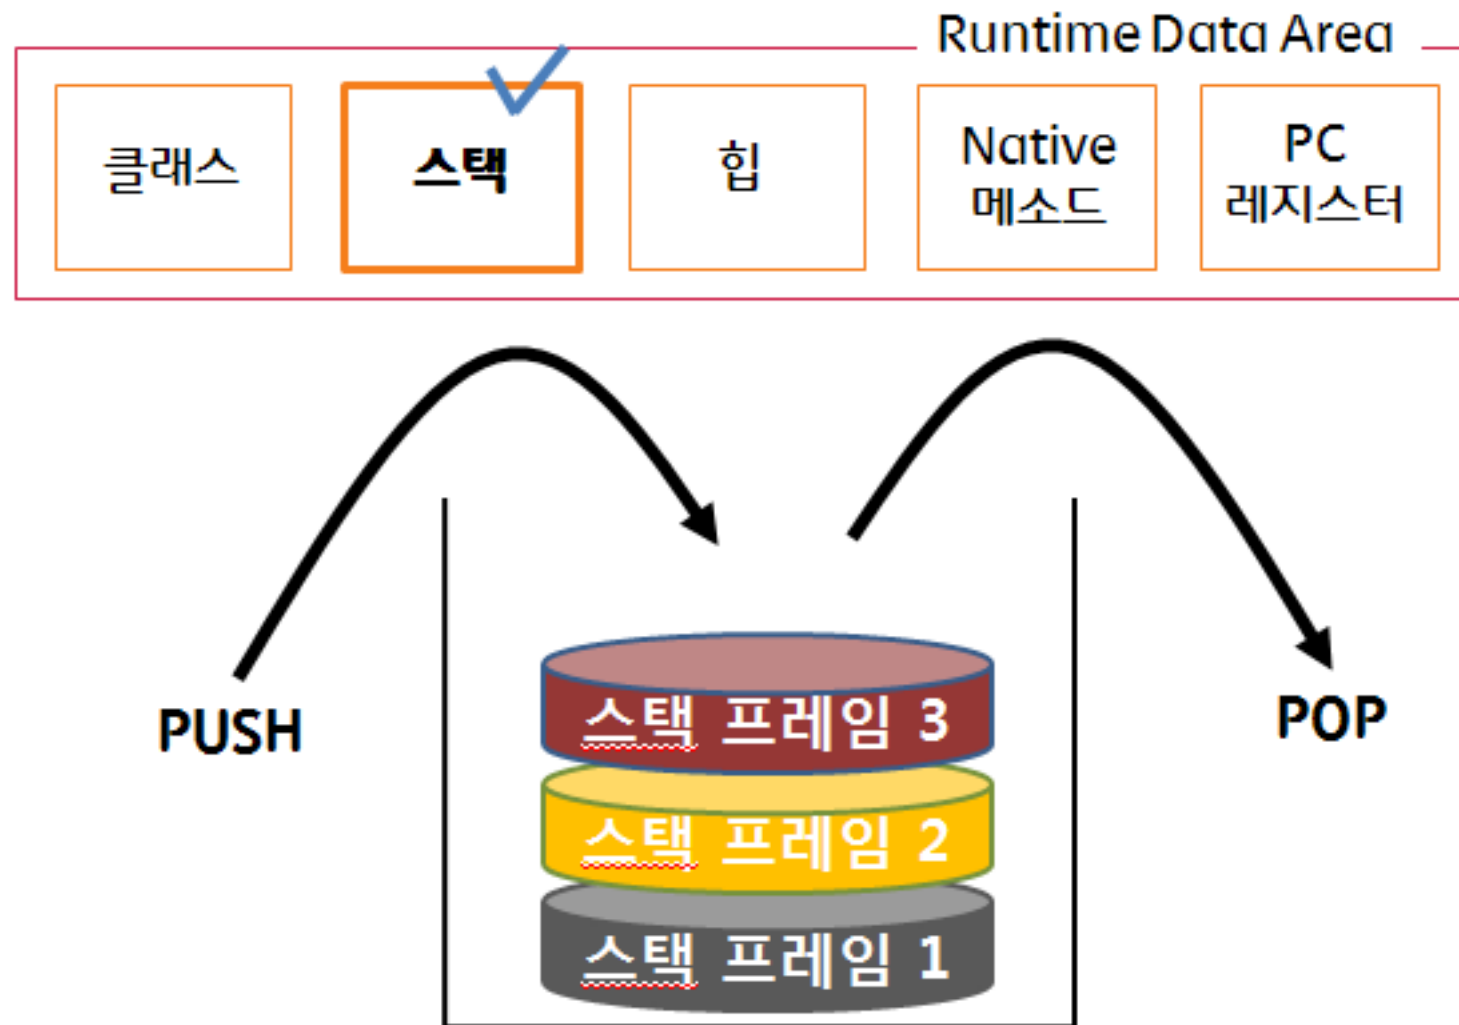 Runtime Data Area
클래스
스택
힙
Native
메소드
PC
레지스터
PUSH
POP
스택 프레임 3
스택 프레임 2
스택 프레임 1